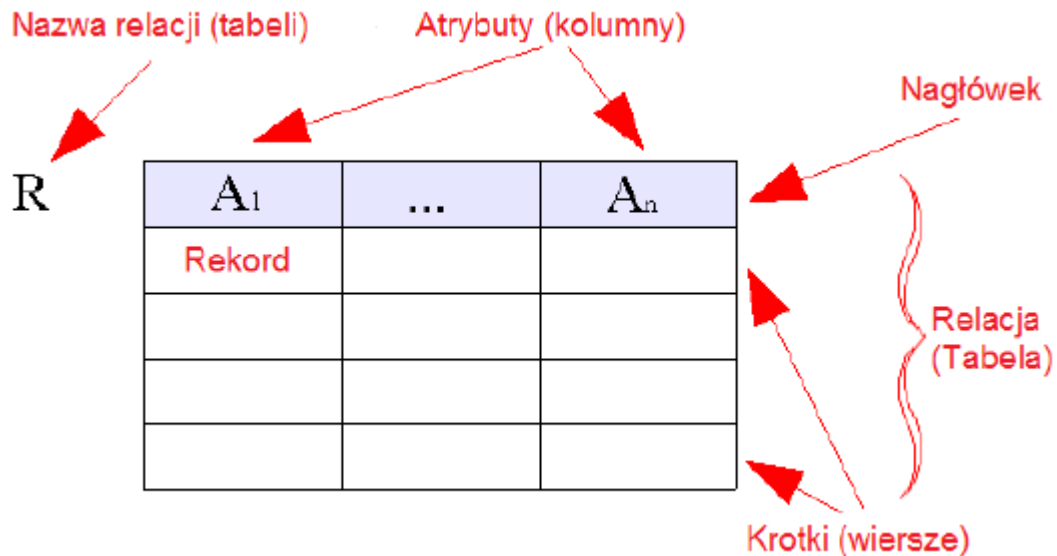 Nazwa relacji (tabeli)
Atrybuty (kolumny)
Nagłówek
R
A1 ... An
Rekord
Relacja
(Tabela)
Krotki (wiersze)